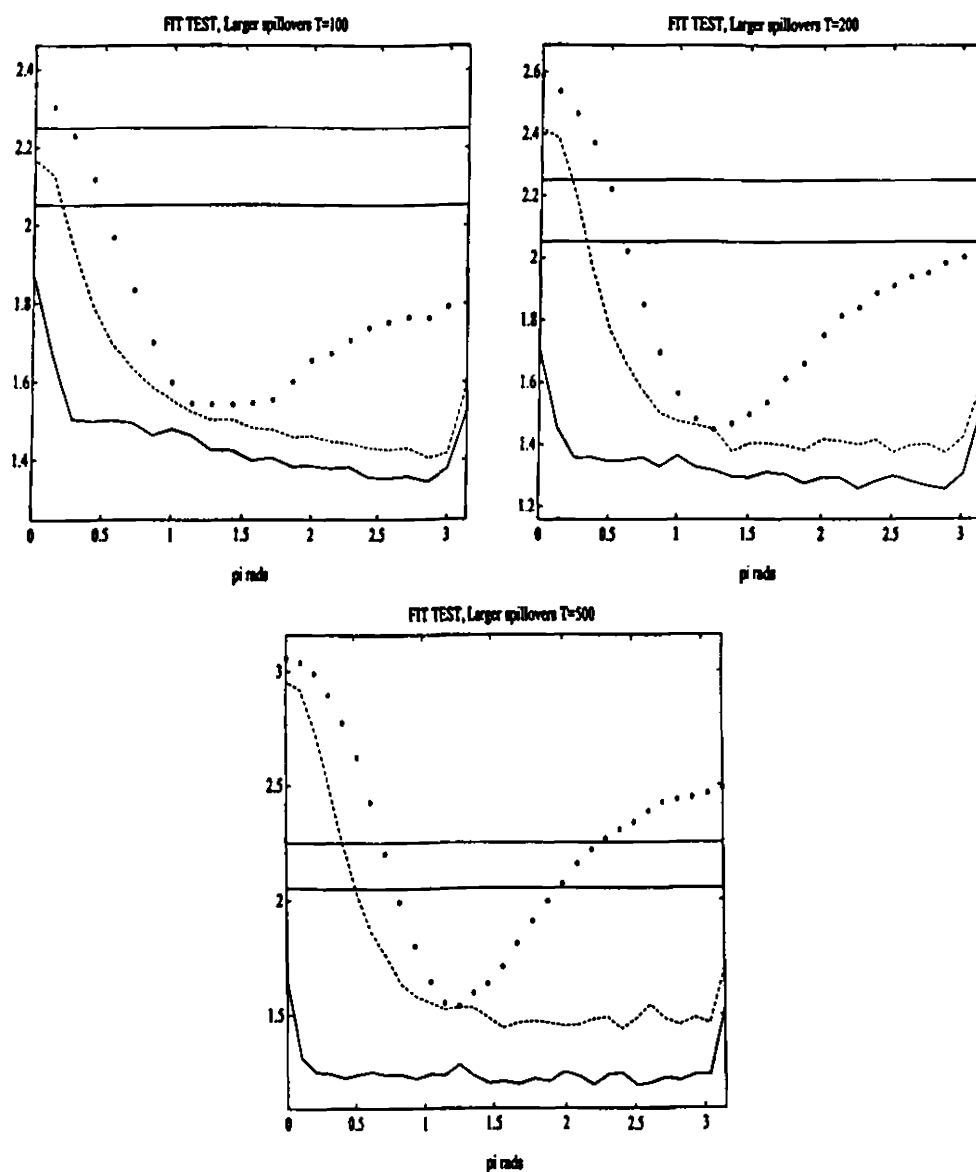 FIT TEST, Larger spillovers T=100
2.4
2.2
2
1.8
1.6
1.4
0 0.5 1 1.5 2 2.5 3
pi rads
FIT TEST, Larger spillovers T=200
2.6
2.4
2.2
2
1.8
1.6
1.4
1.2
0 0.5 1 1.5 2 2.5 3
pi rads
FIT TEST, Larger spillovers T=500
3
2.5
2
1.5
0 0.5 1 1.5 2 2.5 3
pi rads